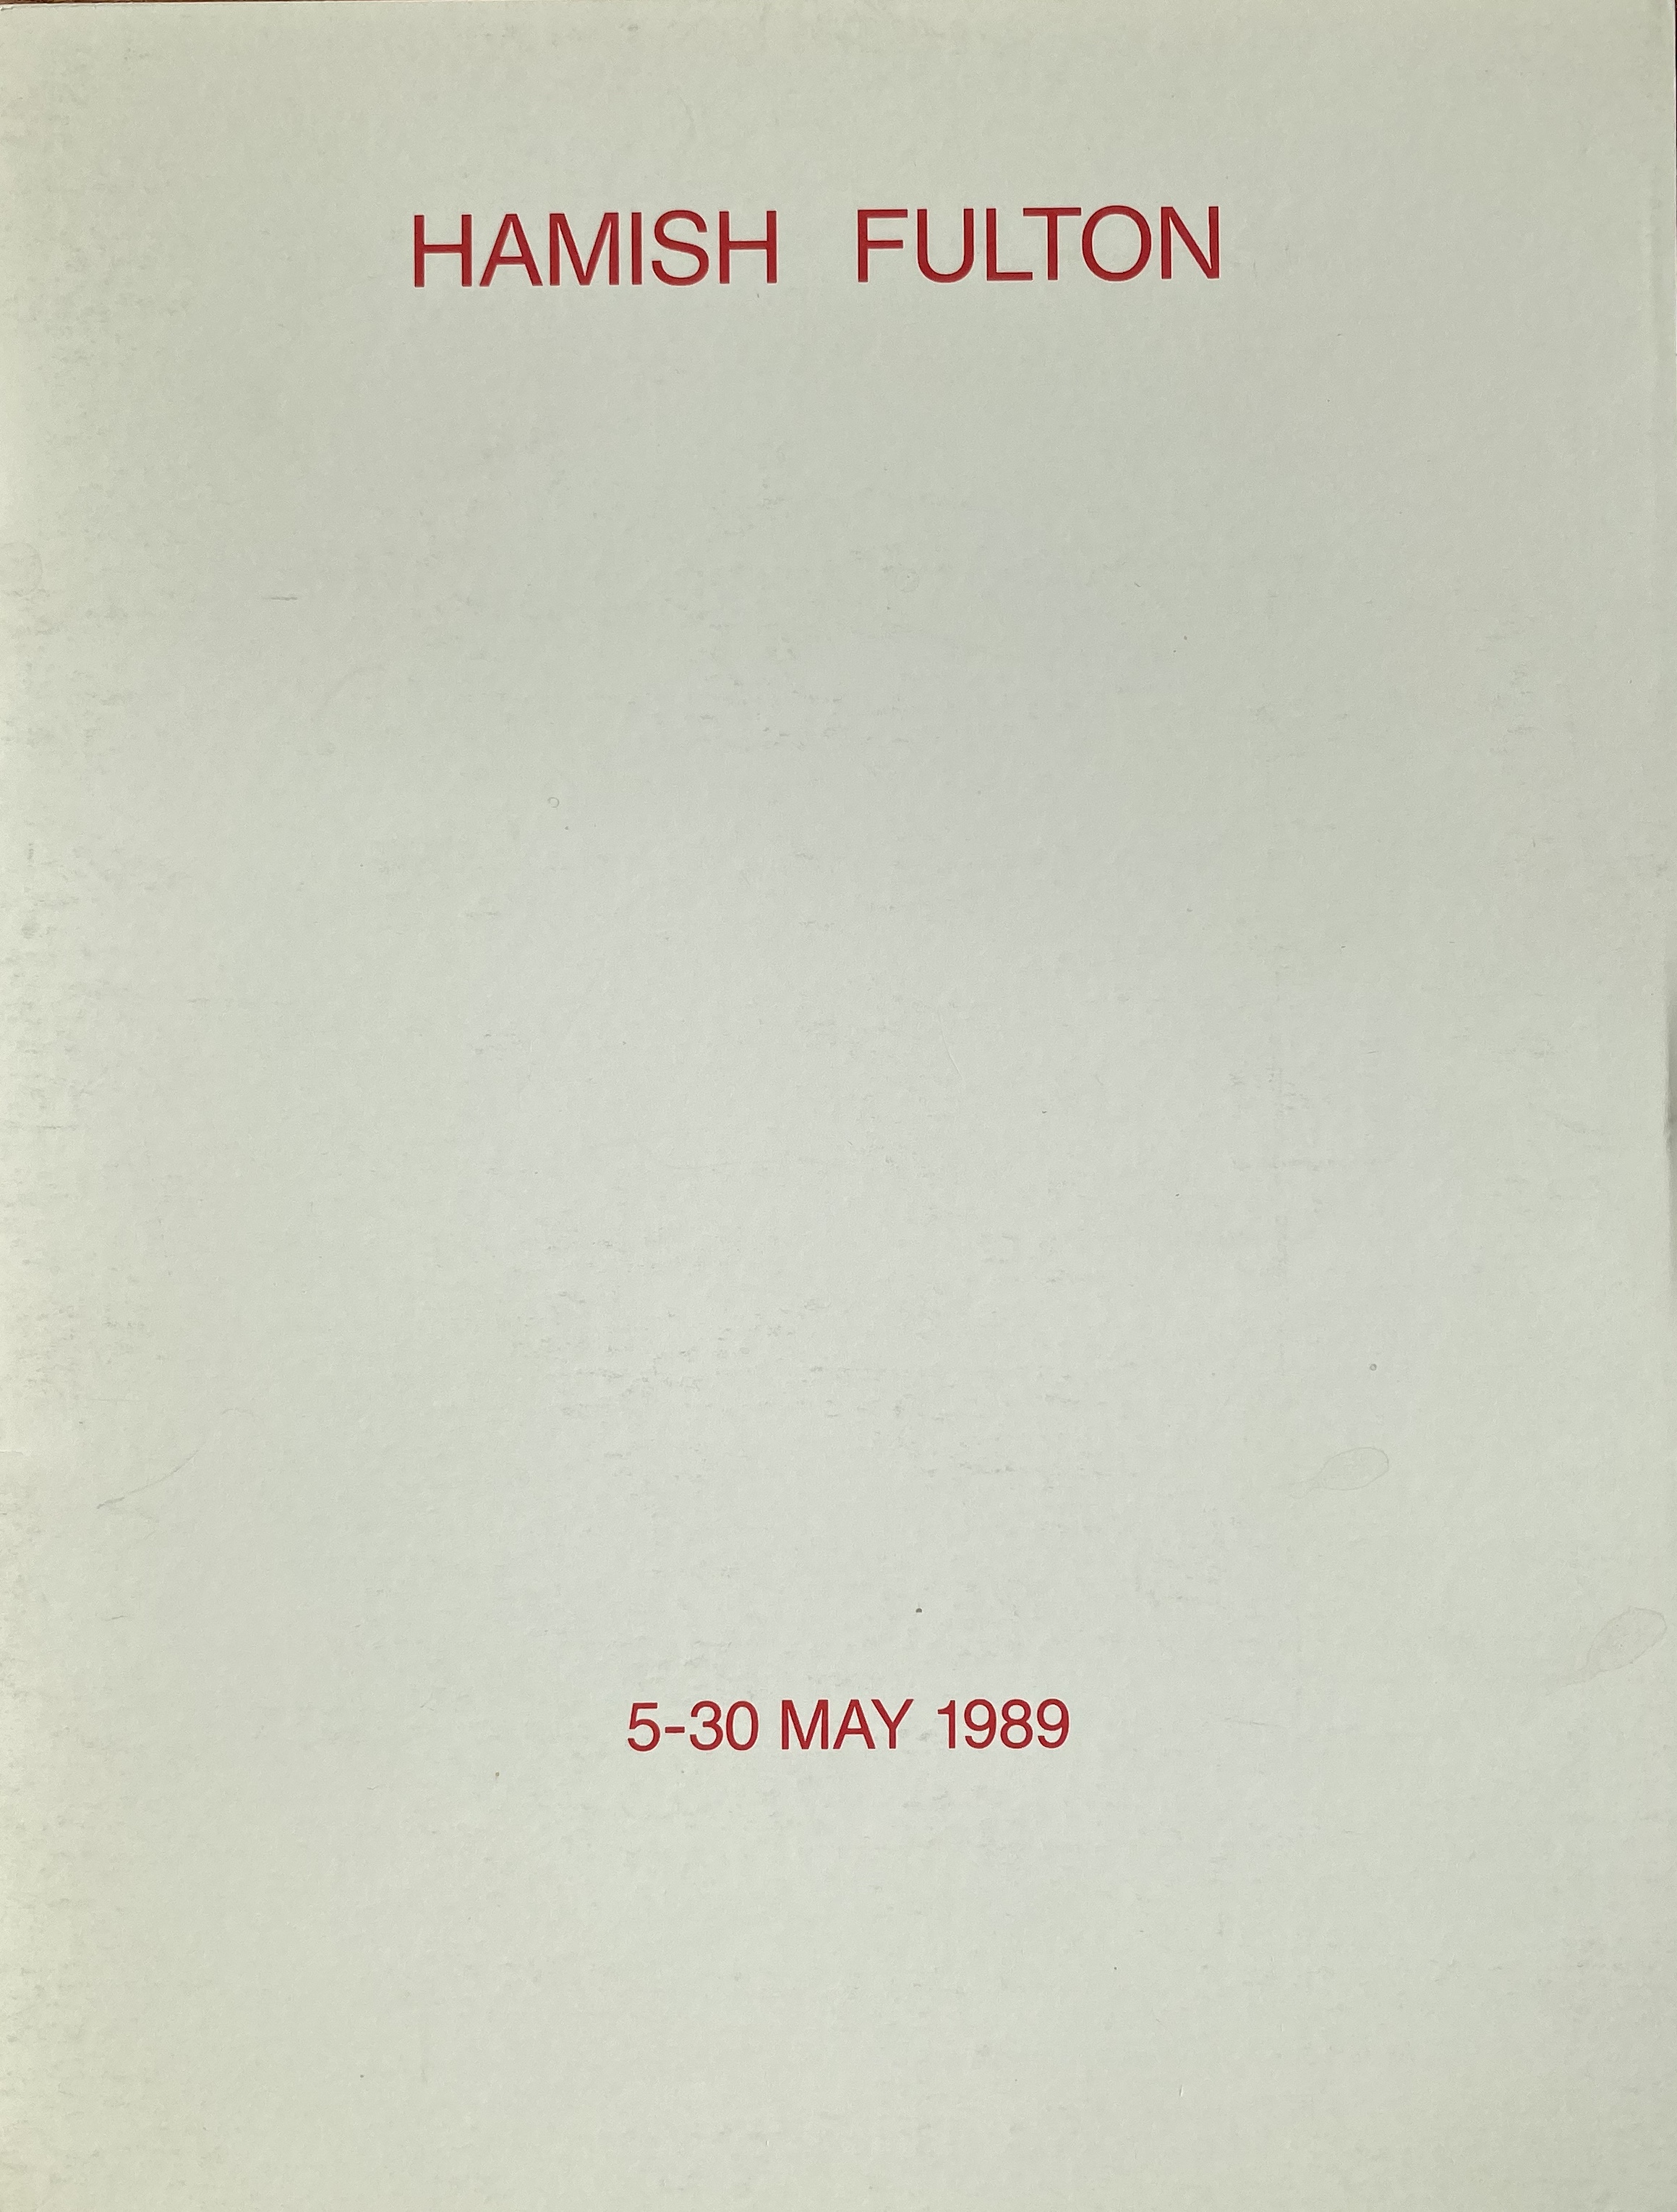 HAMISH FULTON
5-30 MAY 1989